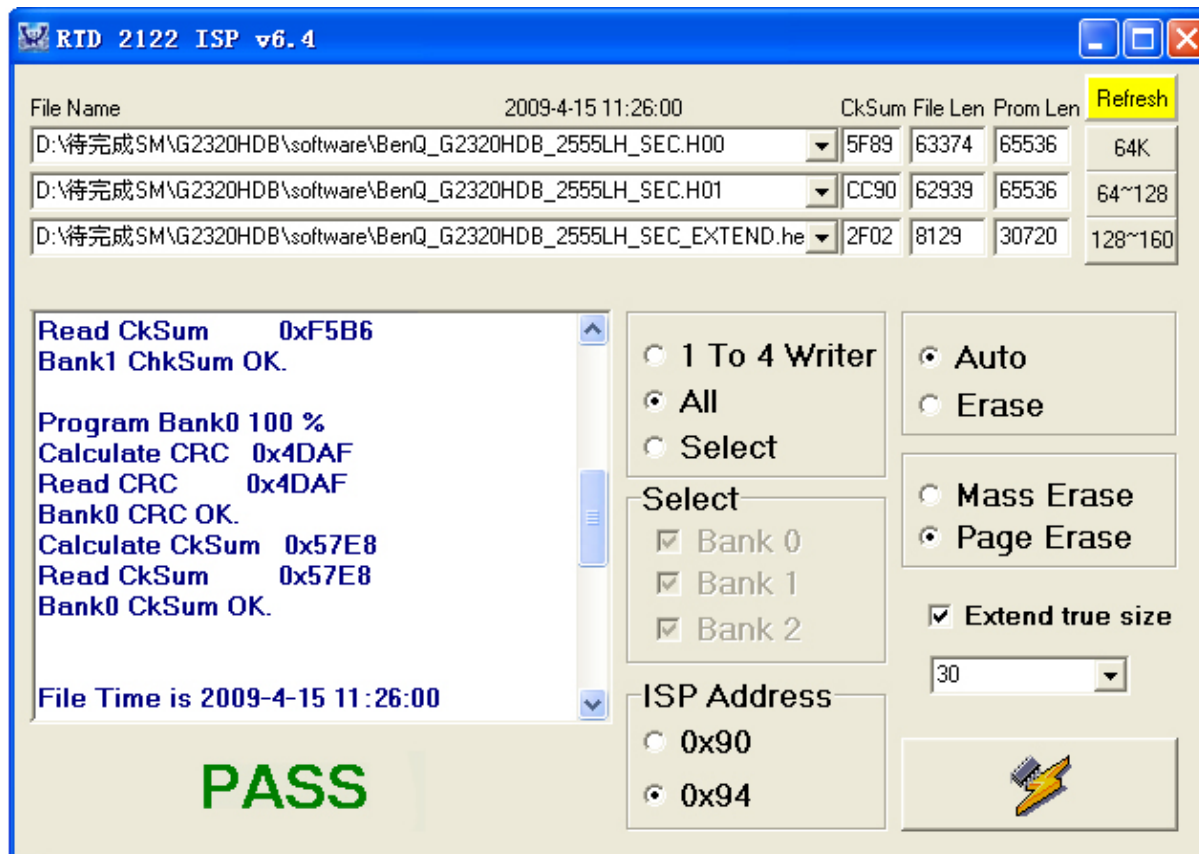 RTD 2122 ISP v6.4
File Name 2009-4-15 11:26:00 CkSum File Len Prom Len Refresh
D:\待完成SM\G2320HDB\software\BenQ_G2320HDB_2555LH_SEC.H00 5F89 63374 65536 64K
D:\待完成SM\G2320HDB\software\BenQ_G2320HDB_2555LH_SEC.H01 CC90 62939 65536 64~128
D:\待完成SM\G2320HDB\software\BenQ_G2320HDB_2555LH_SEC_EXTEND.he 2F02 8129 30720 128~160
Read CkSum 0xF5B6
Bank1 ChkSum OK.
Program Bank0 100 %
Calculate CRC 0x4DAF
Read CRC 0x4DAF
Bank0 CRC OK.
Calculate CkSum 0x57E8
Read CkSum 0x57E8
Bank0 CkSum OK.
File Time is 2009-4-15 11:26:00
PASS
1 To 4 Writer
All
Select
Select
Bank 0
Bank 1
Bank 2
ISP Address
0x90
0x94
Auto
Erase
Mass Erase
Page Erase
Extend true size
30